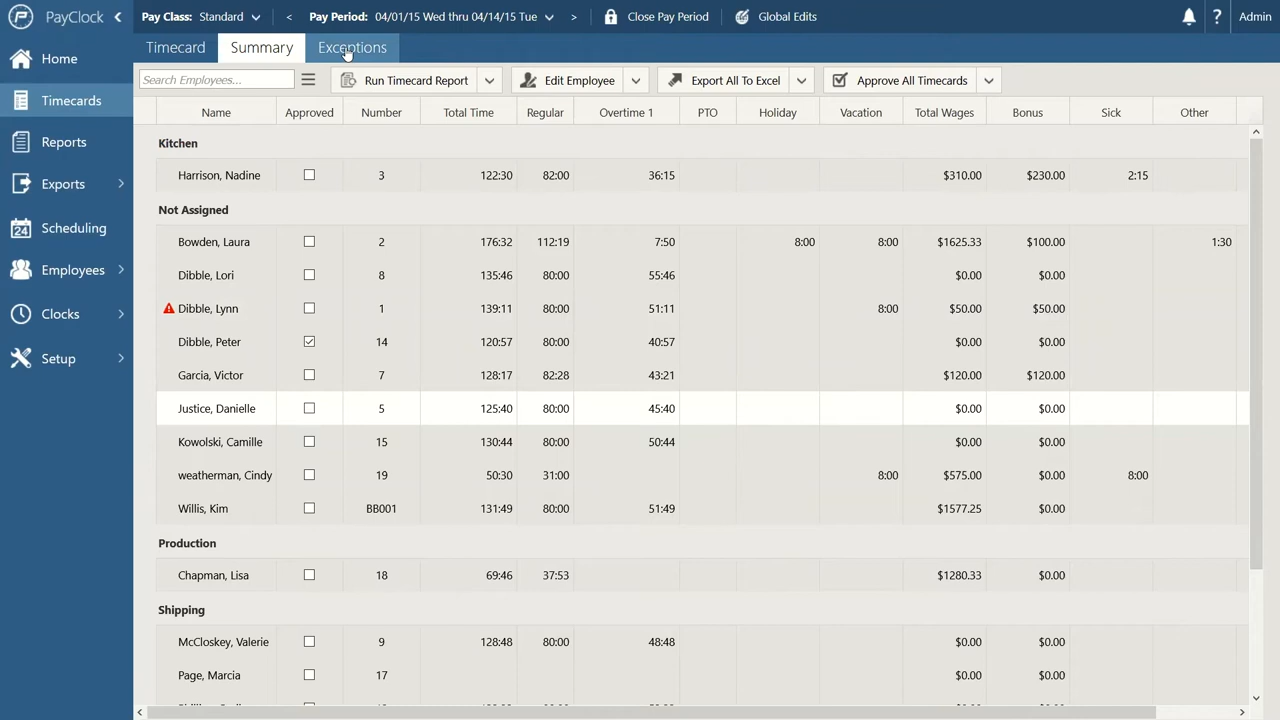 PayClock Pay Class: Standard < Pay Period: 04/01/15 Wed thru 04/14/15 Tue > Close Pay Period Global Edits ? Admin
Home
Timecards
Reports
Exports
24 Scheduling
Employees
Clocks
Setup
Timecard Summary Exceptions
Search Employees... Run Timecard Report Edit Employee Export All To Excel Approve All Timecards
Name Approved Number Total Time Regular Overtime 1 PTO Holiday Vacation Total Wages Bonus Sick Other
Kitchen
Harrison, Nadine 3 122:30 82:00 36:15 $310.00 $230.00 2:15
Not Assigned
Bowden, Laura 2 176:32 112:19 7:50 8:00 8:00 $1625.33 $100.00 1:30
Dibble, Lori 8 135:46 80:00 55:46 $0.00 $0.00
Dibble, Lynn 1 139:11 80:00 51:11 8:00 $50.00 $50.00
Dibble, Peter 14 120:57 80:00 40:57 $0.00 $0.00
Garcia, Victor 7 128:17 82:28 43:21 $120.00 $120.00
Justice, Danielle 5 125:40 80:00 45:40 $0.00 $0.00
Kowolski, Camille 15 130:44 80:00 50:44 $0.00 $0.00
weatherman, Cindy 19 50:30 31:00 8:00 $575.00 $0.00 8:00
Willis, Kim BB001 131:49 80:00 51:49 $1577.25 $0.00
Production
Chapman, Lisa 18 69:46 37:53 $1280.33 $0.00
Shipping
McCloskey, Valerie 9 128:48 80:00 48:48 $0.00 $0.00
Page, Marcia 17 $0.00 $0.00